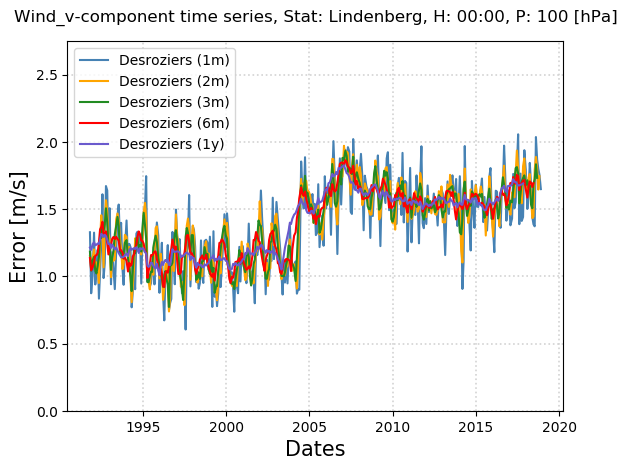 Wind_v-component time series, Stat: Lindenberg, H: 00:00, P: 100 [hPa]
Desroziers (1m)
Desroziers (2m)
Desroziers (3m)
Desroziers (6m)
Desroziers (1y)
Error [m/s]
2.5
2.0
1.5
1.0
0.5
0.0
1995 2000 2005 2010 2015 2020
Dates